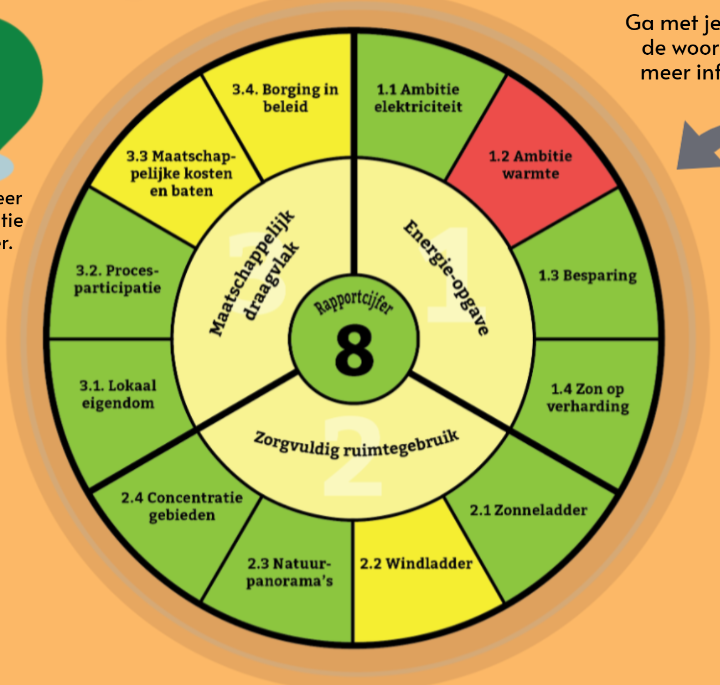 Ga met je
de woor
meer inf
eer
tie
r.
3.4. Borging in
beleid
1.1 Ambitie
elektriciteit
3.3 Maatschap-
pelijke kosten
en baten
1.2 Ambitie
warmte
3.2. Proces-
participatie
1.3 Besparing
3.1. Lokaal
eigendom
1.4 Zon op
verharding
2.4 Concentratie
gebieden
2.1 Zonneladder
2.3 Natuur-
panorama's
2.2 Windladder
3
Maatschappelijk
draagvlak
1
Energie-opgave
2
Zorgvuldig ruimtegebruik
Rapportcijfer
8